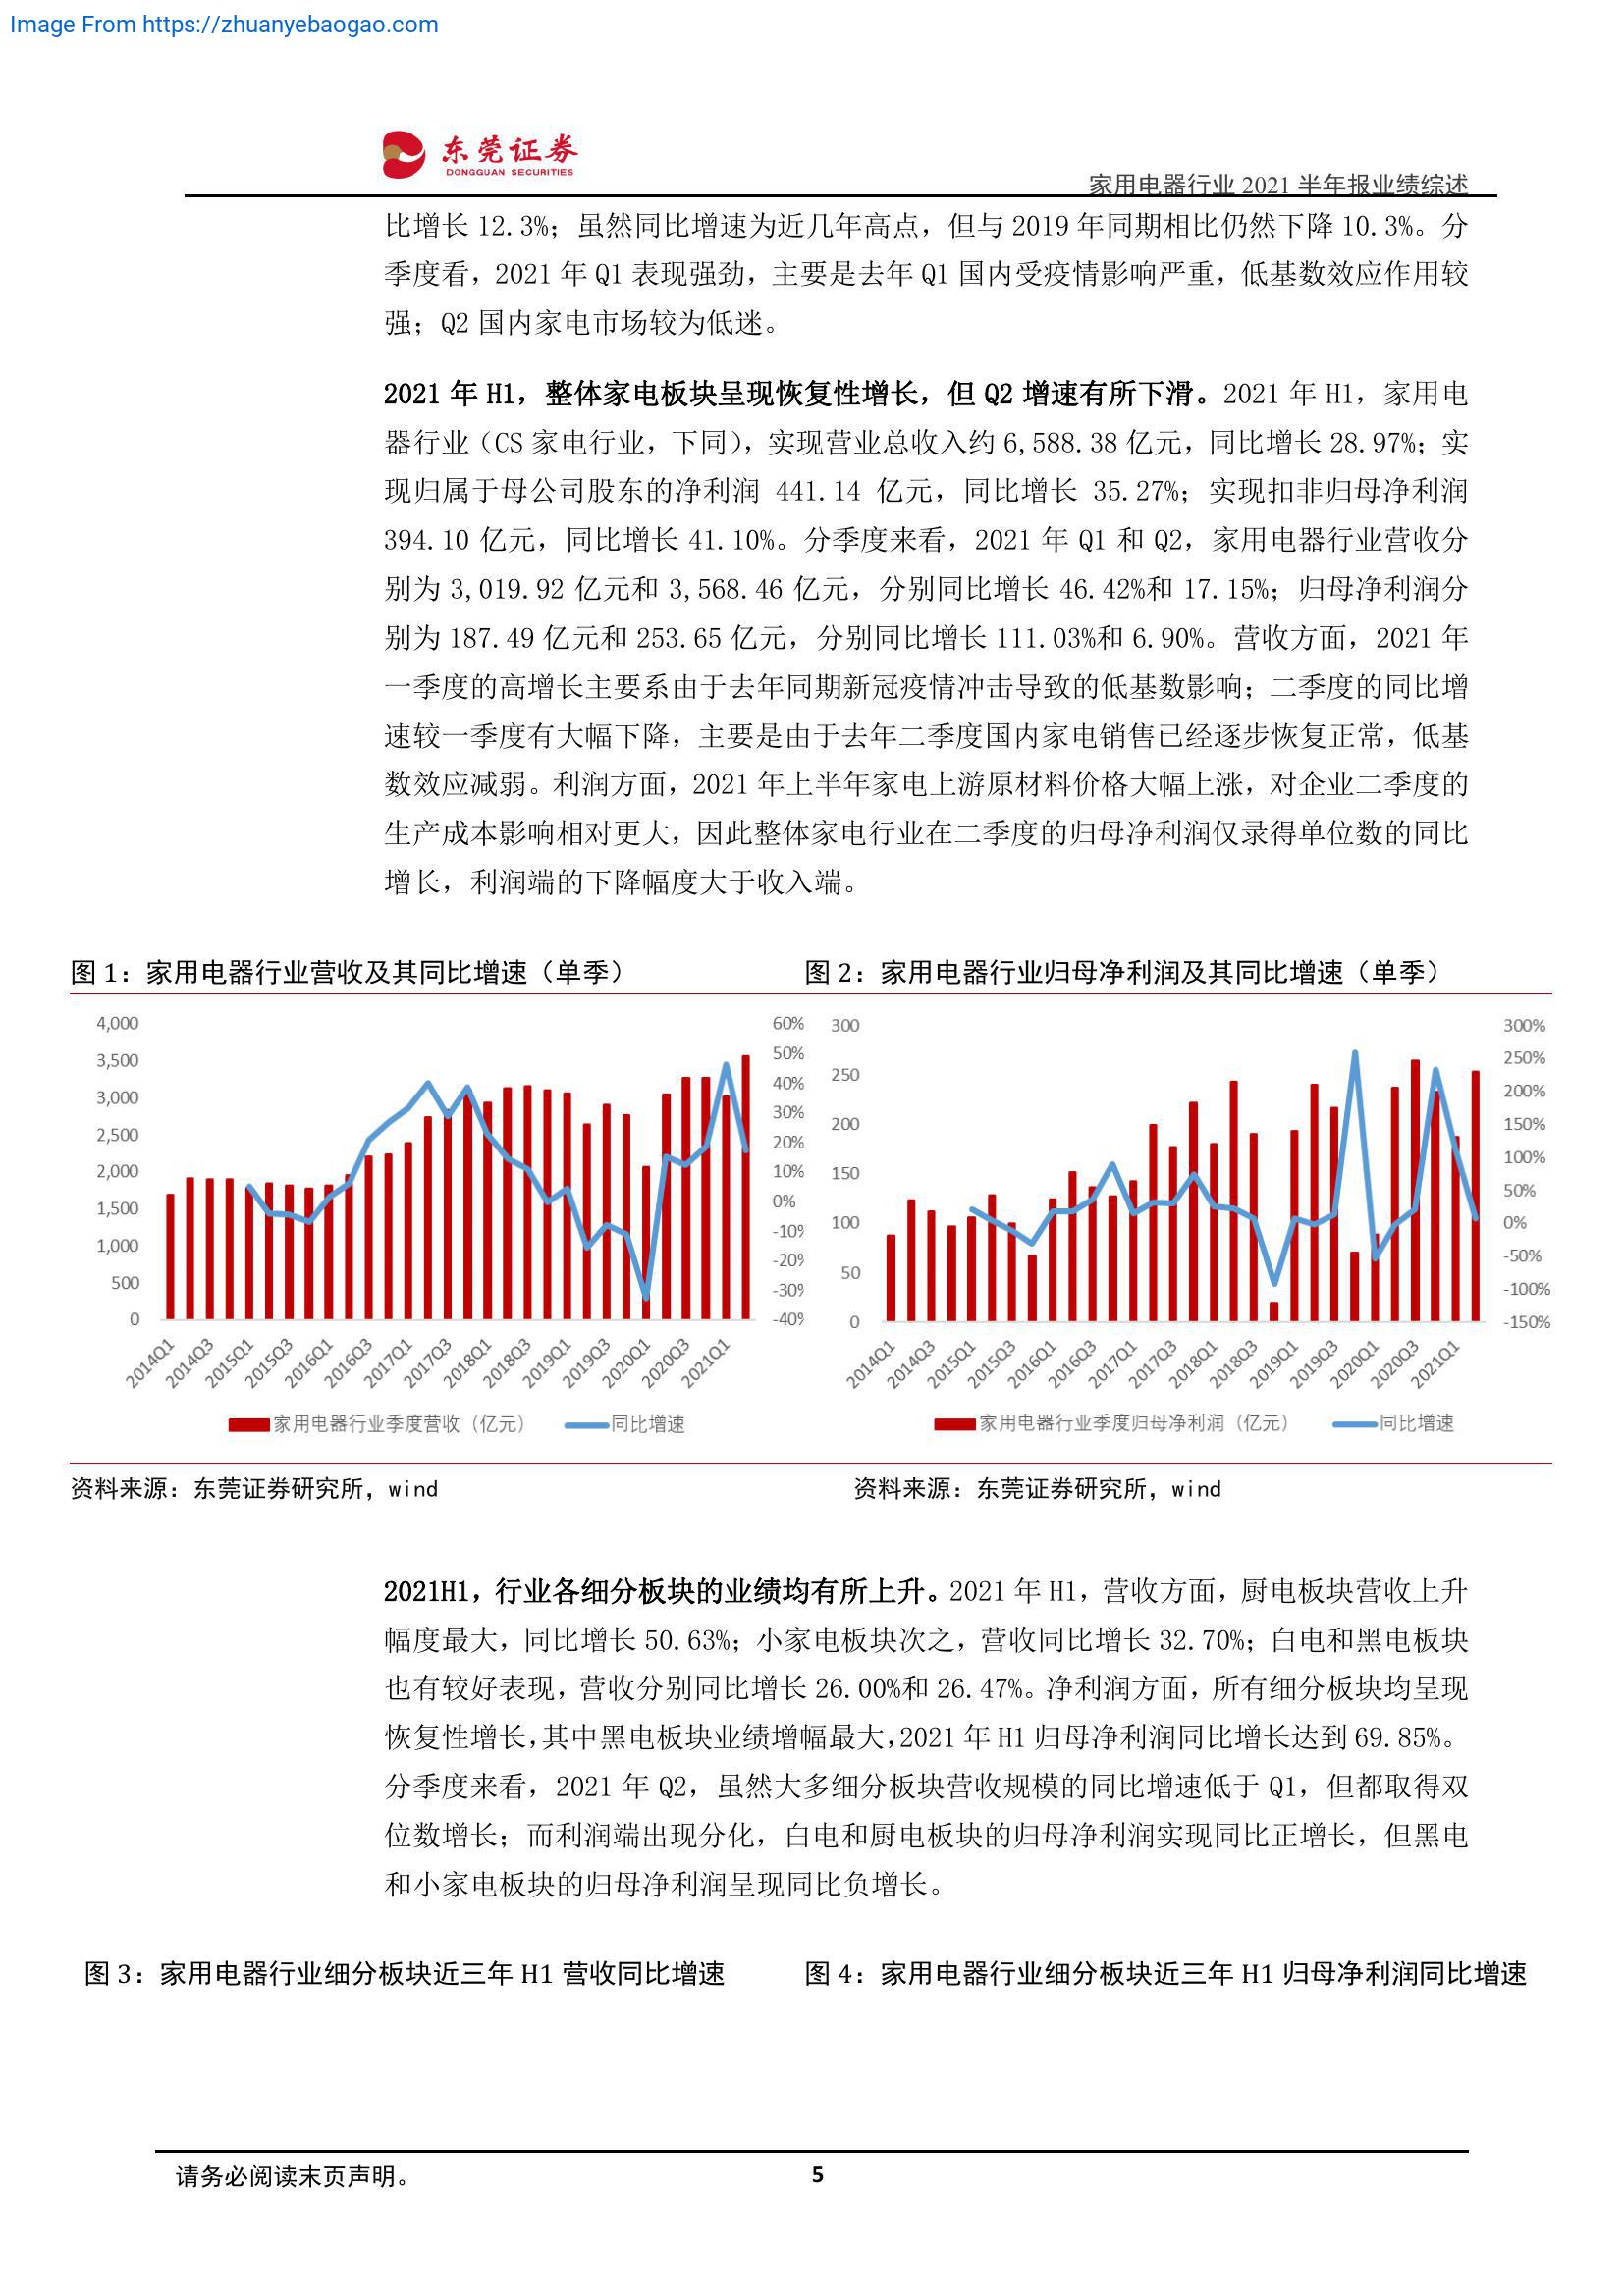 Image From https://zhuanyebaogao.com
东莞证券
DONGGUAN SECURITIES
家用电器行业 2021 半年报业绩综述
比增长 12.3%；虽然同比增速为近几年高点，但与 2019 年同期相比仍然下降 10.3%。分
季度看，2021 年 Q1 表现强劲，主要是去年 Q1 国内受疫情影响严重，低基数效应作用较
强；Q2 国内家电市场较为低迷。
2021 年 H1，整体家电板块呈现恢复性增长，但 Q2 增速有所下滑。2021 年 H1，家用电
器行业（CS 家电行业，下同），实现营业总收入约 6,588.38 亿元，同比增长 28.97%；实
现归属于母公司股东的净利润 441.14 亿元，同比增长 35.27%；实现扣非归母净利润
394.10 亿元，同比增长 41.10%。分季度来看，2021 年 Q1 和 Q2，家用电器行业营收分
别为 3,019.92 亿元和 3,568.46 亿元，分别同比增长 46.42%和 17.15%；归母净利润分
别为 187.49 亿元和 253.65 亿元，分别同比增长 111.03%和 6.90%。营收方面，2021 年
一季度的高增长主要系由于去年同期新冠疫情冲击导致的低基数影响；二季度的同比增
速较一季度有大幅下降，主要是由于去年二季度国内家电销售已经逐步恢复正常，低基
数效应减弱。利润方面，2021 年上半年家电上游原材料价格大幅上涨，对企业二季度的
生产成本影响相对更大，因此整体家电行业在二季度的归母净利润仅录得单位数的同比
增长，利润端的下降幅度大于收入端。
图 1：家用电器行业营收及其同比增速（单季）
4,000
3,500
3,000
2,500
2,000
1,500
1,000
500
0
60%
50%
40%
30%
20%
10%
0%
-10%
-20%
-30%
-40%
2014Q1 2014Q3 2015Q1 2015Q3 2016Q1 2016Q3 2017Q1 2017Q3 2018Q1 2018Q3 2019Q1 2019Q3 2020Q1 2020Q3 2021Q1
家用电器行业季度营收（亿元） 同比增速
资料来源：东莞证券研究所，wind
图 2：家用电器行业归母净利润及其同比增速（单季）
300
250
200
150
100
50
0
300%
250%
200%
150%
100%
50%
0%
-50%
-100%
-150%
2014Q1 2014Q3 2015Q1 2015Q3 2016Q1 2016Q3 2017Q1 2017Q3 2018Q1 2018Q3 2019Q1 2019Q3 2020Q1 2020Q3 2021Q1
家用电器行业季度归母净利润（亿元） 同比增速
资料来源：东莞证券研究所，wind
2021H1，行业各细分板块的业绩均有所上升。2021 年 H1，营收方面，厨电板块营收上升
幅度最大，同比增长 50.63%；小家电板块次之，营收同比增长 32.70%；白电和黑电板块
也有较好表现，营收分别同比增长 26.00%和 26.47%。净利润方面，所有细分板块均呈现
恢复性增长，其中黑电板块业绩增幅最大，2021 年 H1 归母净利润同比增长达到 69.85%。
分季度来看，2021 年 Q2，虽然大多细分板块营收规模的同比增速低于 Q1，但都取得双
位数增长；而利润端出现分化，白电和厨电板块的归母净利润实现同比正增长，但黑电
和小家电板块的归母净利润呈现同比负增长。
图 3：家用电器行业细分板块近三年 H1 营收同比增速
图 4：家用电器行业细分板块近三年 H1 归母净利润同比增速
请务必阅读末页声明。
5